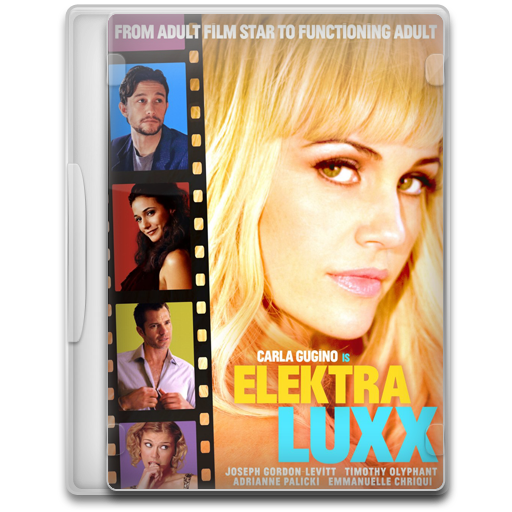 FROM ADULT FILM STAR TO FUNCTIONING ADULT
CARLA GUGINO IS
ELEKTRA
LUXX
JOSEPH GORDON-LEVITT TIMOTHY OLYPHANT
ADRIANNE PALICKI EMMANUELLE CHRIQUI